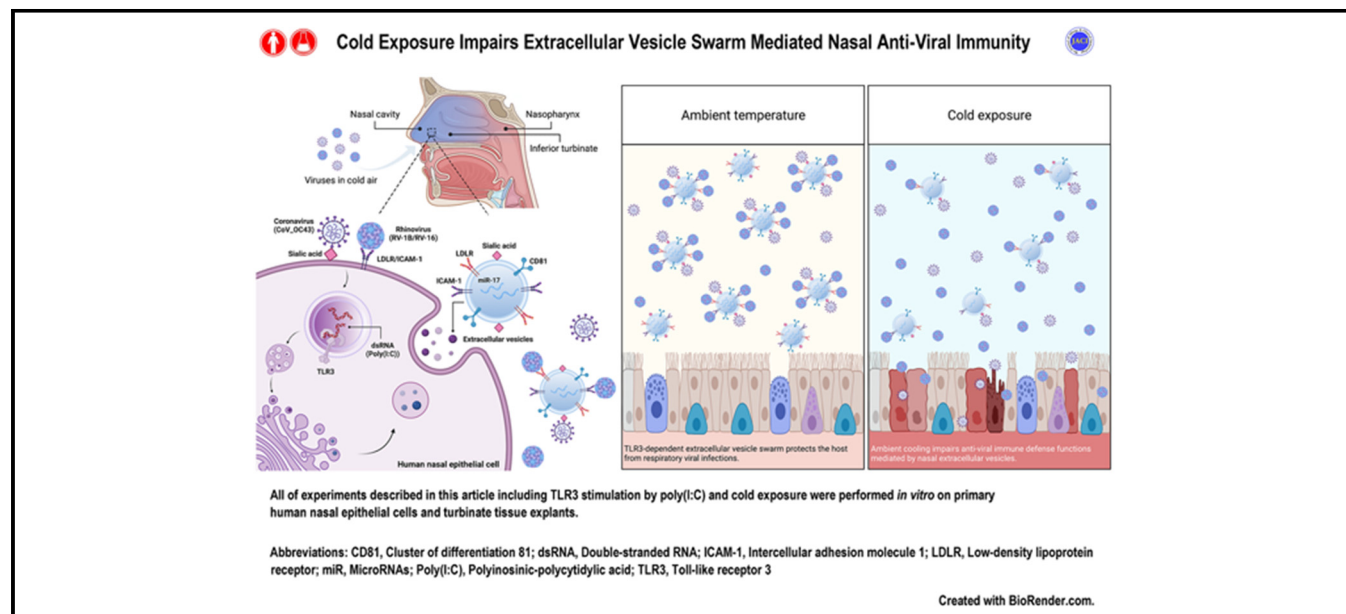 Cold Exposure Impairs Extracellular Vesicle Swarm Mediated Nasal Anti-Viral Immunity
JACI
Nasal cavity
Nasopharynx
Inferior turbinate
Viruses in cold air
Coronavirus
(CoV_OC43)
Rhinovirus
(RV-1B/RV-16)
Sialic acid
LDLR/ICAM-1
Sialic acid
LDLR
CD81
ICAM-1
miR-17
Extracellular vesicles
dsRNA
(Poly(I:C))
TLR3
Human nasal epithelial cell
Ambient temperature
TLR3-dependent extracellular vesicle swarm protects the host
from respiratory viral infections.
Cold exposure
Ambient cooling impairs anti-viral immune defense functions
mediated by nasal extracellular vesicles.
All of experiments described in this article including TLR3 stimulation by poly(I:C) and cold exposure were performed in vitro on primary
human nasal epithelial cells and turbinate tissue explants.
Abbreviations: CD81, Cluster of differentiation 81; dsRNA, Double-stranded RNA; ICAM-1, Intercellular adhesion molecule 1; LDLR, Low-density lipoprotein
receptor; miR, MicroRNAs; Poly(I:C), Polyinosinic-polycytidylic acid; TLR3, Toll-like receptor 3
Created with BioRender.com.